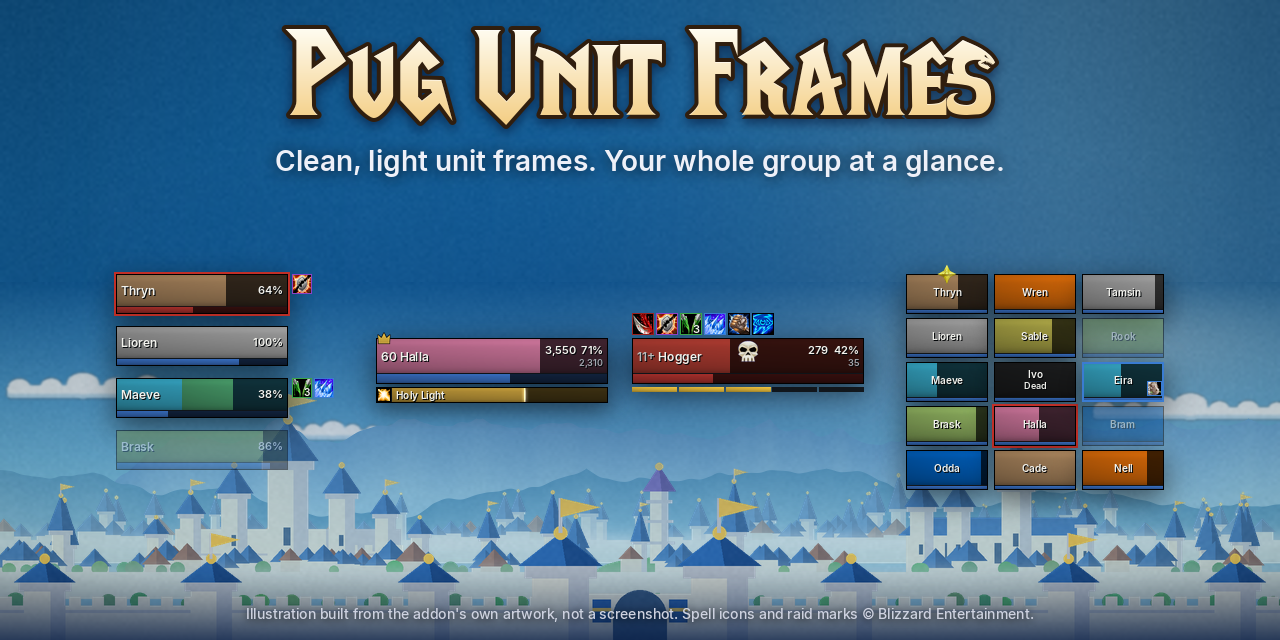 Pug Unit Frames
Clean, light unit frames. Your whole group at a glance.
Thryn 64%
Lioren 100%
Maeve 38%
3
Brask 86%
60 Halla 3,550 71%
2,310
Holy Light
3
11+ Hogger 279 42%
35
Thryn Wren Tamsin
Lioren Sable Rook
Maeve Ivo Dead Eira
Brask Halla Bram
Odda Cade Nell
Illustration built from the addon's own artwork, not a screenshot. Spell icons and raid marks © Blizzard Entertainment.